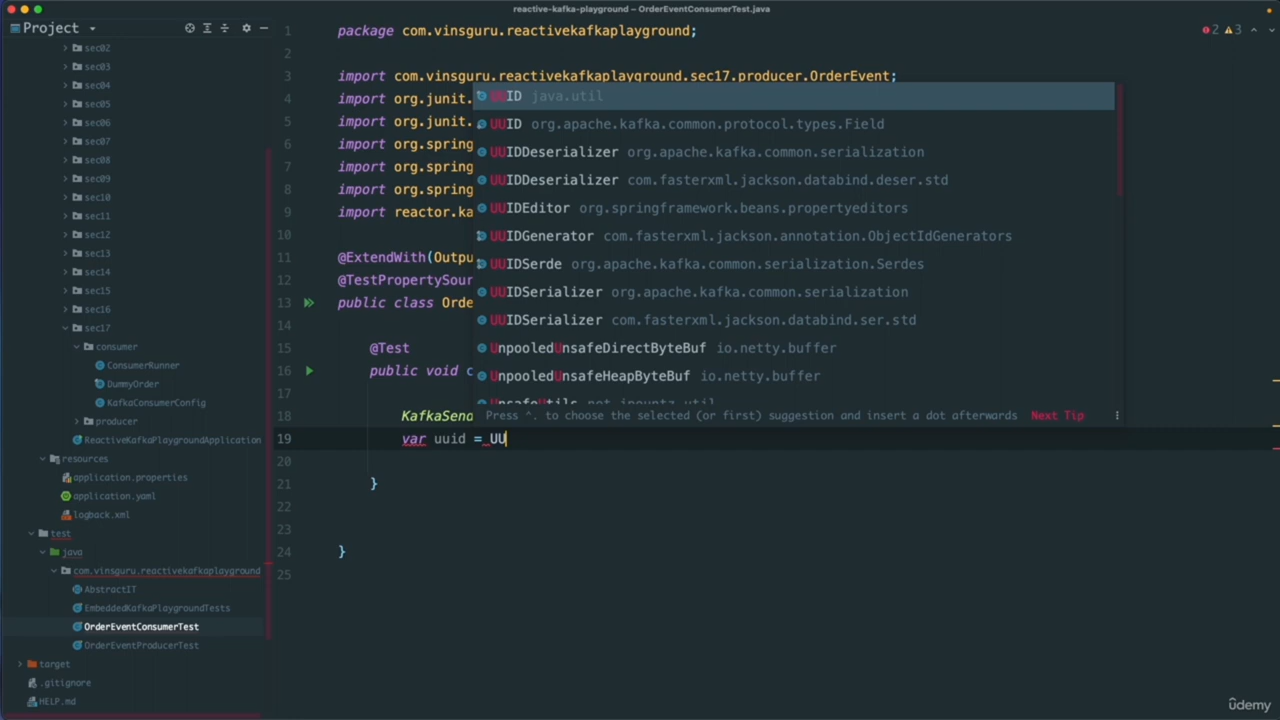 reactive-kafka-playground – OrderEventConsumerTest.java
Project
sec02
sec03
sec04
sec05
sec06
sec07
sec08
sec09
sec10
sec11
sec12
sec13
sec14
sec15
sec16
sec17
consumer
ConsumerRunner
DummyOrder
KafkaConsumerConfig
producer
ReactiveKafkaPlaygroundApplication
resources
application.properties
application.yaml
logback.xml
test
java
com.vinsguru.reactivekafkaplayground
AbstractIT
EmbeddedKafkaPlaygroundTests
OrderEventConsumerTest
OrderEventProducerTest
target
.gitignore
HELP.md
2 3
1 package com.vinsguru.reactivekafkaplayground;
2
3 import com.vinsguru.reactivekafkaplayground.sec17.producer.OrderEvent;
4 import org.junit.
5 import org.junit.
6 import org.spring
7 import org.spring
8 import org.spring
9 import reactor.ka
10
11 @ExtendWith(Outpu
12 @TestPropertySour
13 public class Orde
14
15 @Test
16 public void c
17
18 KafkaSend
19 var uuid = UU
20
21 }
22
23
24 }
25
UUID java.util
UUID org.apache.kafka.common.protocol.types.Field
UUIDDeserializer org.apache.kafka.common.serialization
UUIDDeserializer com.fasterxml.jackson.databind.deser.std
UUIDEditor org.springframework.beans.propertyeditors
UUIDGenerator com.fasterxml.jackson.annotation.ObjectIdGenerators
UUIDSerde org.apache.kafka.common.serialization.Serdes
UUIDSerializer org.apache.kafka.common.serialization
UUIDSerializer com.fasterxml.jackson.databind.ser.std
UnpooledUnsafeDirectByteBuf io.netty.buffer
UnpooledUnsafeHeapByteBuf io.netty.buffer
UnsafeUtils net.jpountz.util
Press ^. to choose the selected (or first) suggestion and insert a dot afterwards Next Tip
ûdemy